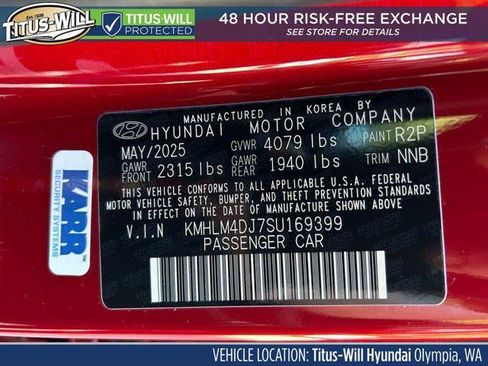 EST. 1938
TITUS-WILL
TITUS-WILL
PROTECTED
48 HOUR RISK-FREE EXCHANGE
SEE STORE FOR DETAILS
MANUFACTURED IN KOREA BY
HYUNDAI MOTOR COMPANY
MAY/2025 GVWR 4079 lbs PAINT R2P
GAWR FRONT 2315 lbs GAWR REAR 1940 lbs TRIM NNB
THIS VEHICLE CONFORMS TO ALL APPLICABLE U.S.A. FEDERAL
MOTOR VEHICLE SAFETY, BUMPER, AND THEFT PREVENTION
STANDARDS IN EFFECT ON THE DATE OF MANUFACTURE SHOWN ABOVE
V.I.N KMHLM4DJ7SU169399
PASSENGER CAR
KARR
SECURITY SYSTEMS
VEHICLE LOCATION: Titus-Will Hyundai Olympia, WA